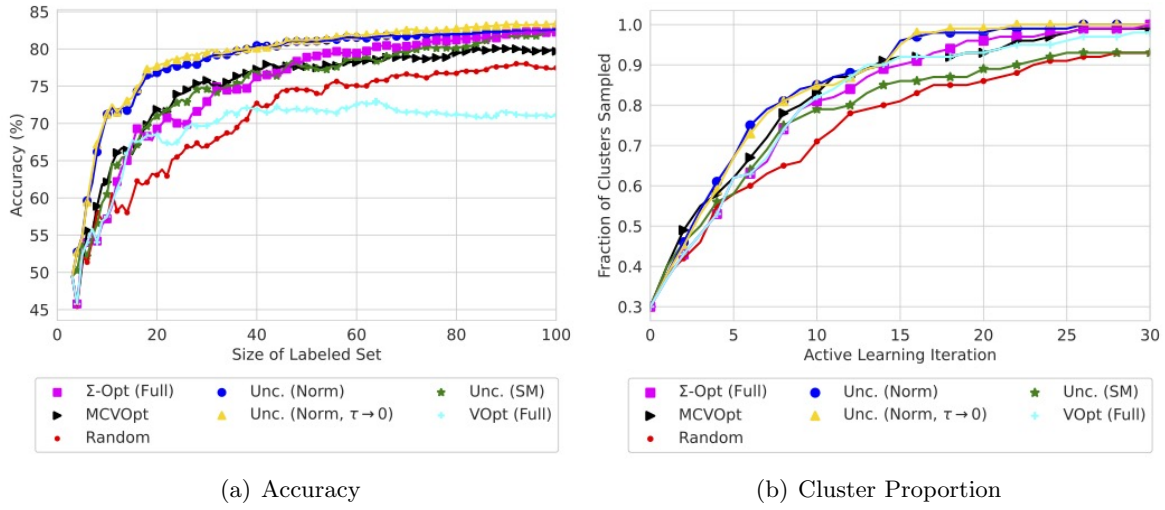 85
80
75
70
65
60
55
50
45
Accuracy (%)
0 20 40 60 80 100
Size of Labeled Set
Σ-Opt (Full) Unc. (Norm) Unc. (SM)
MCVOpt Unc. (Norm, τ→0) VOpt (Full)
Random
(a) Accuracy
1.0
0.9
0.8
0.7
0.6
0.5
0.4
0.3
Fraction of Clusters Sampled
0 5 10 15 20 25 30
Active Learning Iteration
Σ-Opt (Full) Unc. (Norm) Unc. (SM)
MCVOpt Unc. (Norm, τ→0) VOpt (Full)
Random
(b) Cluster Proportion